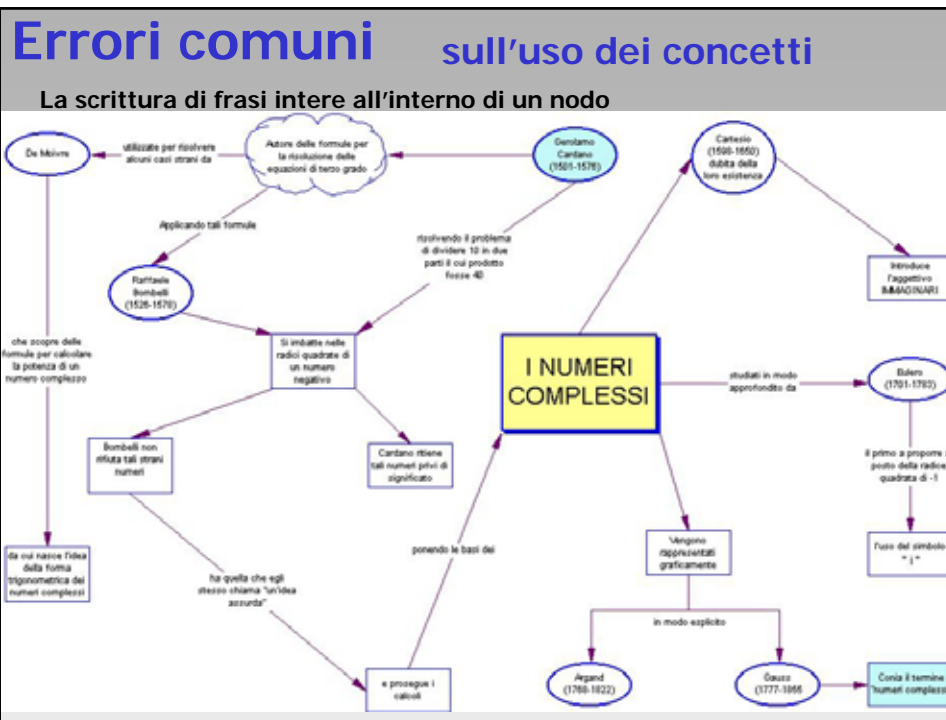 Errori comuni sull'uso dei concetti
La scrittura di frasi intere all'interno di un nodo
De Moivre
utilizzate per risolvere
alcuni casi strani da
Autore delle formule per
la risoluzione delle
equazioni di terzo grado
Gerolamo
Cardano
(1501-1576)
Cartesio
(1596-1650)
dubita della
loro esistenza
Applicando tali formule
risolvendo il problema
di dividere 10 in due
parti il cui prodotto
fosse 40
Introduce
l'aggettivo
IMMAGINARI
Raffaele
Bombelli
(1526-1578)
che scopre delle
formule per calcolare
la potenza di un
numero complesso
Si imbatte nelle
radici quadrate di
un numero
negativo
I NUMERI
COMPLESSI
studiati in modo
approfondito da
Eulero
(1701-1783)
Bombelli non
rifiuta tali strani
numeri
Cardano ritiene
tali numeri privi di
significato
il primo a proporre
posto della radice
quadrata di -1
da cui nasce l'idea
della forma
trigonometrica dei
numeri complessi
ha quella che egli
stesso chiama "un'idea
assurda"
ponendo le basi dei
Vengono
rappresentati
graficamente
l'uso del simbolo
" i "
in modo esplicito
e prosegue i
calcoli
Argand
(1768-1822)
Gauss
(1777-1855
Conia il termine
"numeri compless